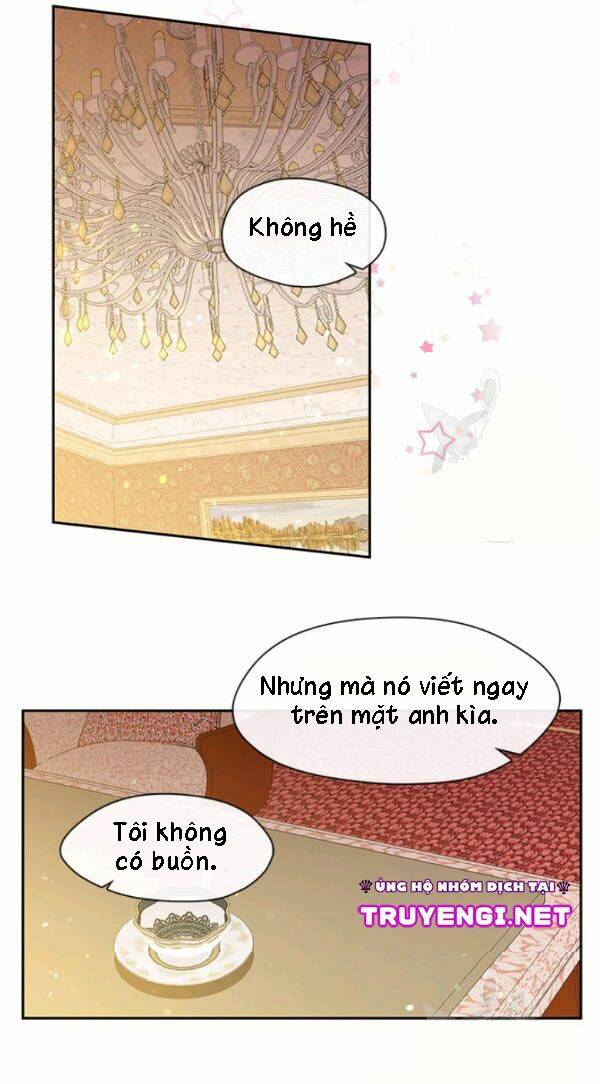 Không hề
Nhưng mà nó viết ngay
trên mặt anh kìa.
Tôi không
có buồn.
ỦNG HỘ NHÓM DỊCH TẠI
TRUYENGI.NET